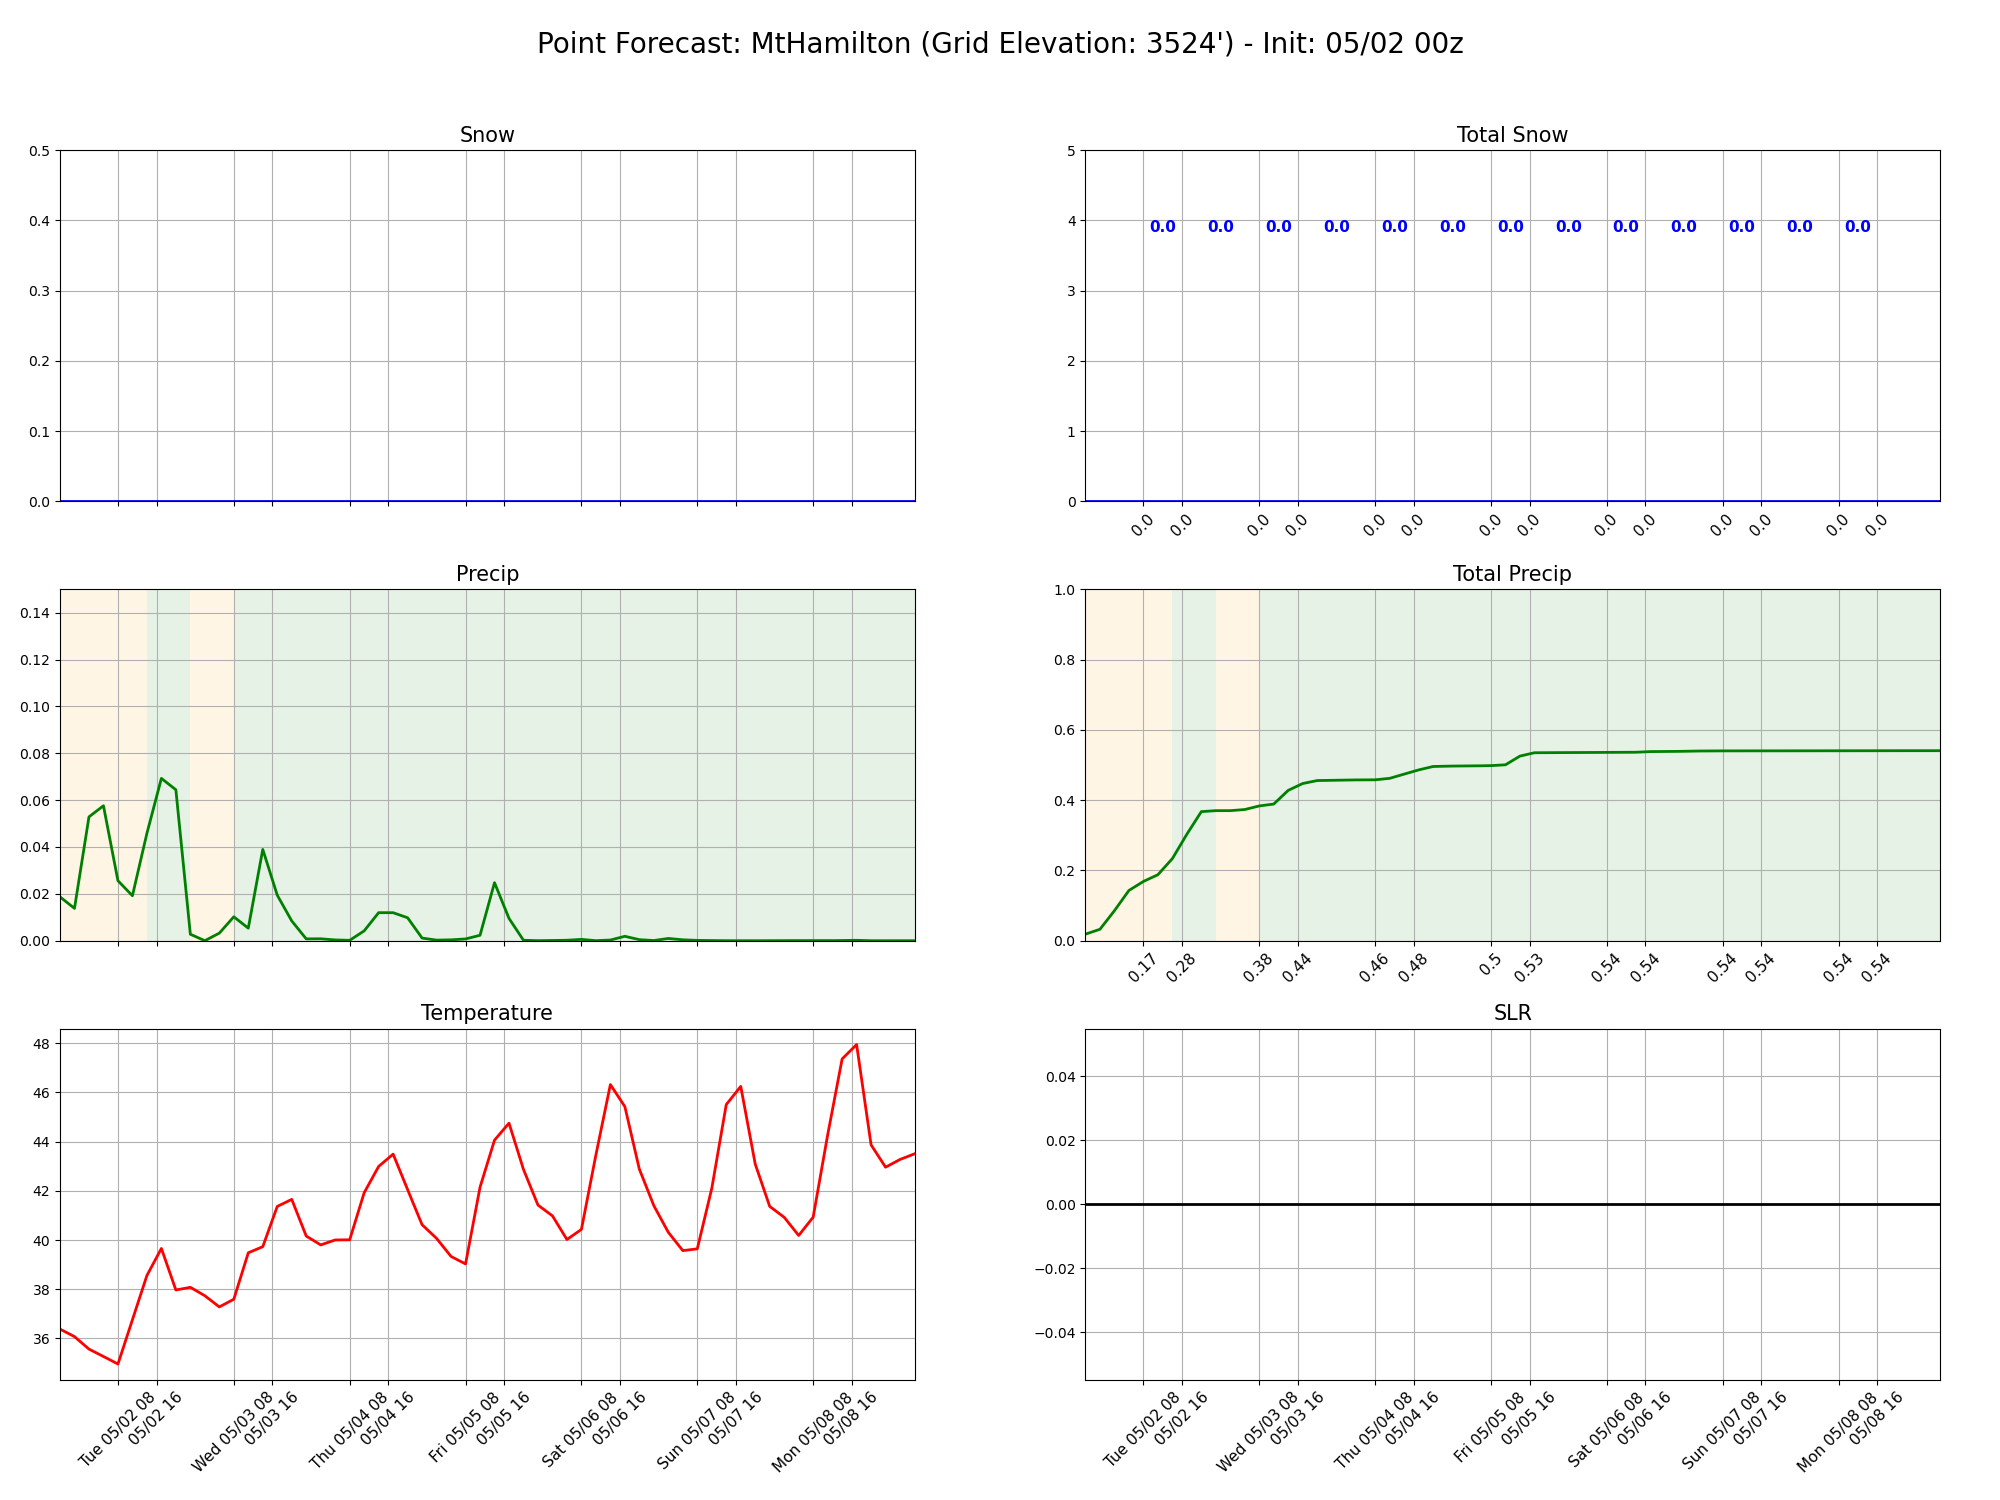 Point Forecast: MtHamilton (Grid Elevation: 3524') - Init: 05/02 00z
Snow
0.5
0.4
0.3
0.2
0.1
0.0
Total Snow
5
4
3
2
1
0
0.0 0.0 0.0 0.0 0.0 0.0 0.0 0.0 0.0 0.0 0.0 0.0 0.0
0.0 0.0 0.0 0.0 0.0 0.0 0.0 0.0 0.0 0.0 0.0 0.0 0.0 0.0
Precip
0.14
0.12
0.10
0.08
0.06
0.04
0.02
0.00
Total Precip
1.0
0.8
0.6
0.4
0.2
0.0
0.17 0.28 0.38 0.44 0.46 0.48 0.5 0.53 0.54 0.54 0.54 0.54 0.54 0.54
Temperature
48
46
44
42
40
38
36
Tue 05/02 08
05/02 16
Wed 05/03 08
05/03 16
Thu 05/04 08
05/04 16
Fri 05/05 08
05/05 16
Sat 05/06 08
05/06 16
Sun 05/07 08
05/07 16
Mon 05/08 08
05/08 16
SLR
0.04
0.02
0.00
−0.02
−0.04
Tue 05/02 08
05/02 16
Wed 05/03 08
05/03 16
Thu 05/04 08
05/04 16
Fri 05/05 08
05/05 16
Sat 05/06 08
05/06 16
Sun 05/07 08
05/07 16
Mon 05/08 08
05/08 16